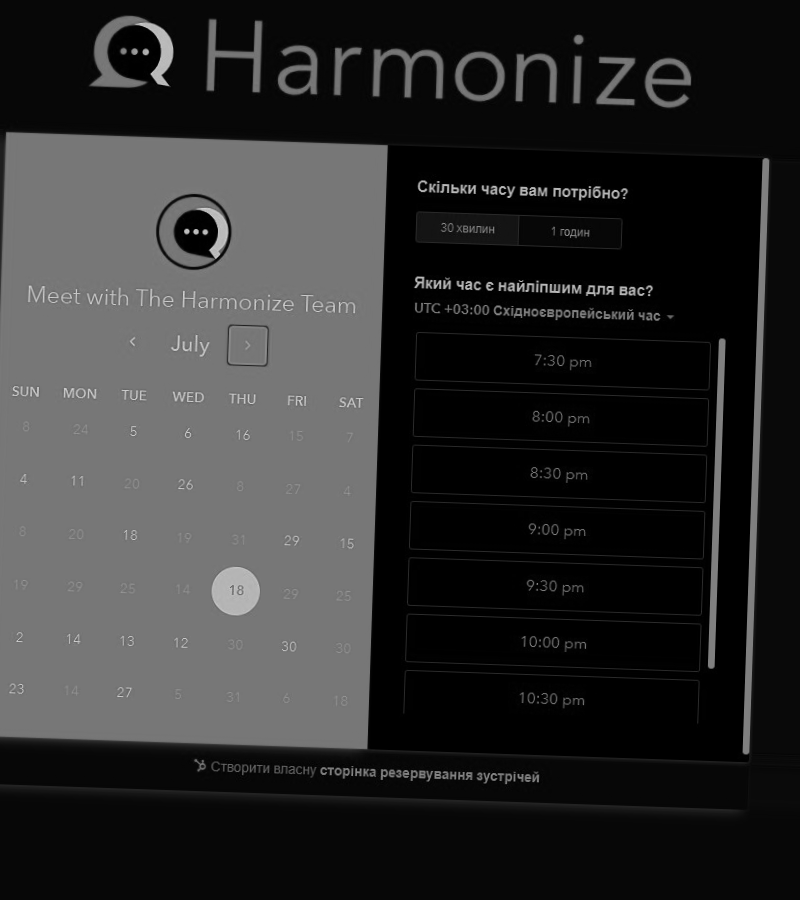 Harmonize
Meet with The Harmonize Team
July
SUN MON TUE WED THU FRI SAT
8 24 5 6 16 15 7
4 11 20 26 8 27 4
8 20 18 19 31 29 15
19 29 25 14 18 29 25
2 14 13 12 30 30 30
23 14 27 5 31 6 18
Скільки часу вам потрібно?
30 хвилин 1 годин
Який час є найліпшим для вас?
UTC +03:00 Східноєвропейський час
7:30 pm
8:00 pm
8:30 pm
9:00 pm
9:30 pm
10:00 pm
10:30 pm
Створити власну сторінка резервування зустрічей